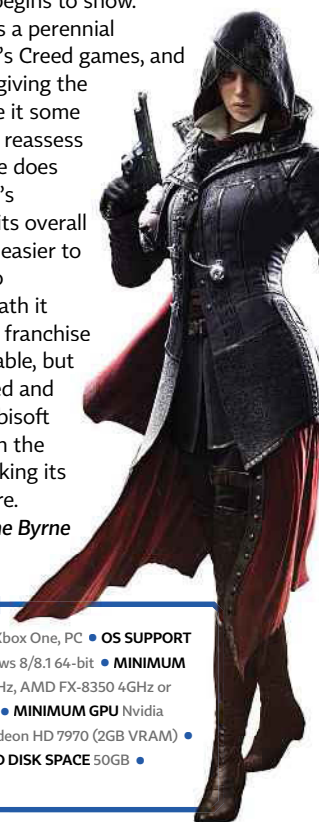 begins to show.
s a perennial
's Creed games, and
giving the
e it some
reassess
e does
's
its overall
easier to
o
ath it
franchise
able, but
ed and
bisoft
n the
king its
re.
ne Byrne
Xbox One, PC ● OS SUPPORT
ws 8/8.1 64-bit ● MINIMUM
Hz, AMD FX-8350 4GHz or
● MINIMUM GPU Nvidia
deon HD 7970 (2GB VRAM) ●
D DISK SPACE 50GB ●